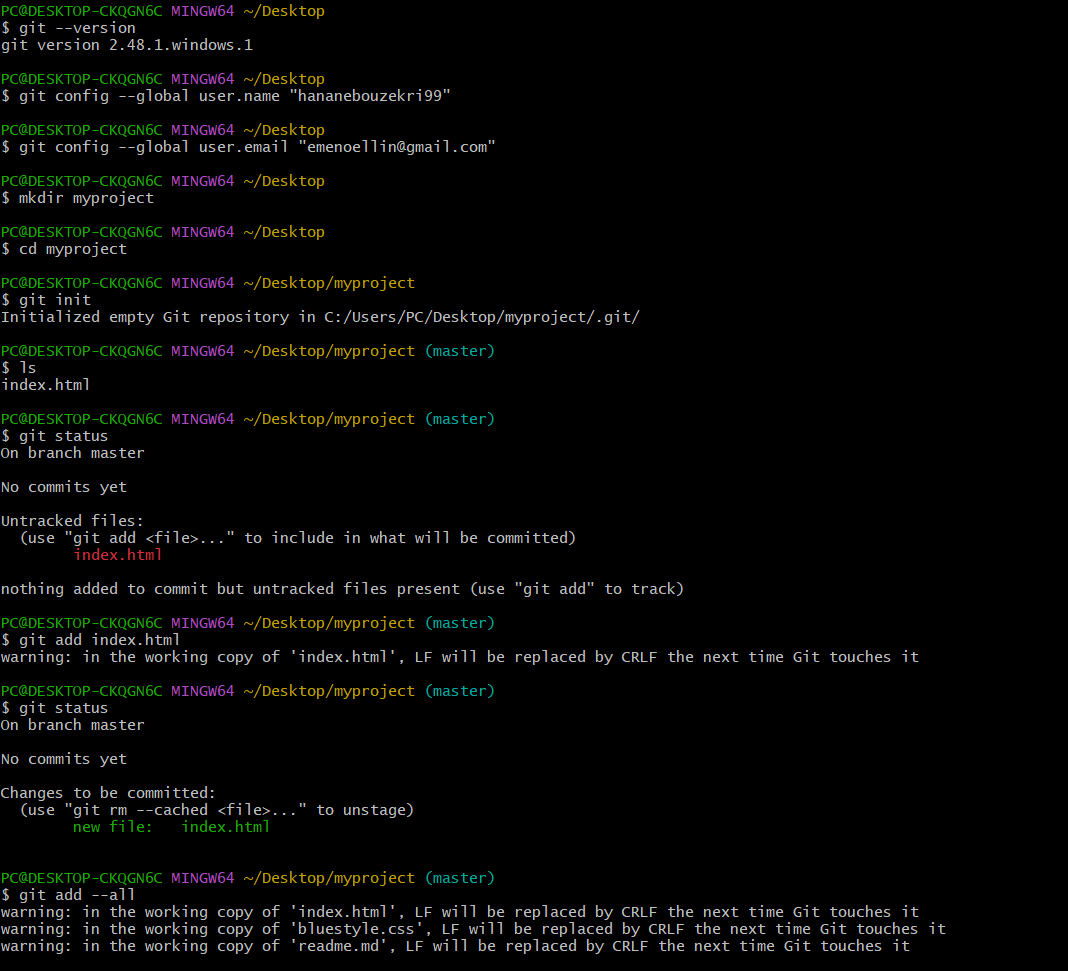 PC@DESKTOP-CKQGN6C MINGW64 ~/Desktop
$ git --version
git version 2.48.1.windows.1
PC@DESKTOP-CKQGN6C MINGW64 ~/Desktop
$ git config --global user.name "hananebouzekri99"
PC@DESKTOP-CKQGN6C MINGW64 ~/Desktop
$ git config --global user.email "emenoellin@gmail.com"
PC@DESKTOP-CKQGN6C MINGW64 ~/Desktop
$ mkdir myproject
PC@DESKTOP-CKQGN6C MINGW64 ~/Desktop
$ cd myproject
PC@DESKTOP-CKQGN6C MINGW64 ~/Desktop/myproject
$ git init
Initialized empty Git repository in C:/Users/PC/Desktop/myproject/.git/
PC@DESKTOP-CKQGN6C MINGW64 ~/Desktop/myproject (master)
$ ls
index.html
PC@DESKTOP-CKQGN6C MINGW64 ~/Desktop/myproject (master)
$ git status
On branch master
No commits yet
Untracked files:
  (use "git add <file>..." to include in what will be committed)
        index.html
nothing added to commit but untracked files present (use "git add" to track)
PC@DESKTOP-CKQGN6C MINGW64 ~/Desktop/myproject (master)
$ git add index.html
warning: in the working copy of 'index.html', LF will be replaced by CRLF the next time Git touches it
PC@DESKTOP-CKQGN6C MINGW64 ~/Desktop/myproject (master)
$ git status
On branch master
No commits yet
Changes to be committed:
  (use "git rm --cached <file>..." to unstage)
        new file:   index.html
PC@DESKTOP-CKQGN6C MINGW64 ~/Desktop/myproject (master)
$ git add --all
warning: in the working copy of 'index.html', LF will be replaced by CRLF the next time Git touches it
warning: in the working copy of 'bluestyle.css', LF will be replaced by CRLF the next time Git touches it
warning: in the working copy of 'readme.md', LF will be replaced by CRLF the next time Git touches it